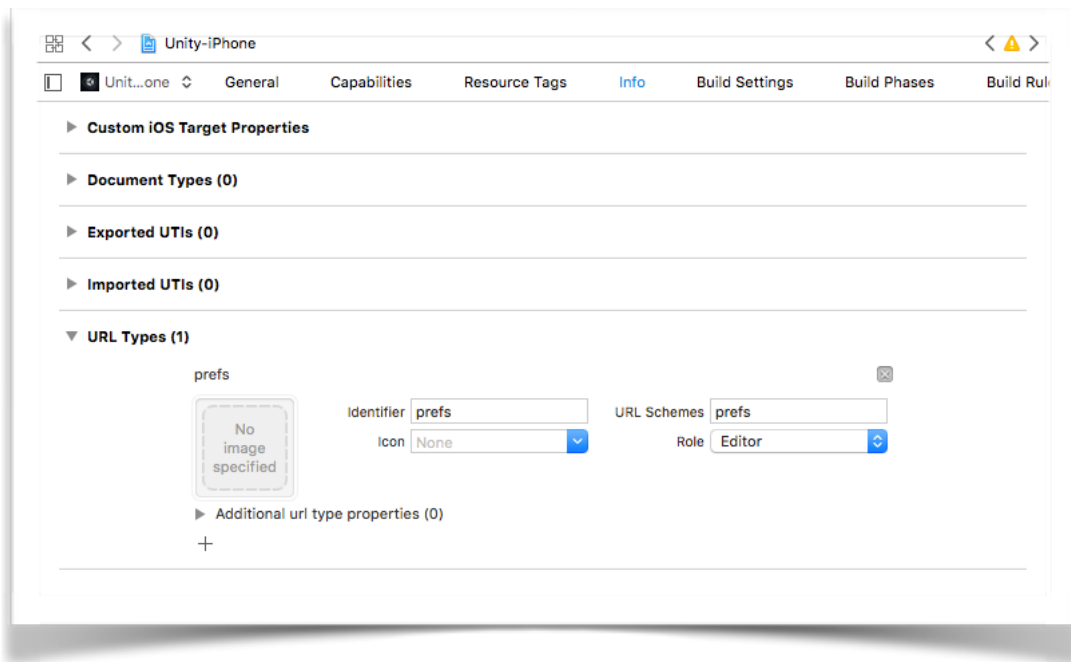 Unity-iPhone
Unit...one General Capabilities Resource Tags Info Build Settings Build Phases Build Rul
Custom iOS Target Properties
Document Types (0)
Exported UTIs (0)
Imported UTIs (0)
URL Types (1)
prefs
No image specified
Identifier prefs URL Schemes prefs
Icon None Role Editor
Additional url type properties (0)